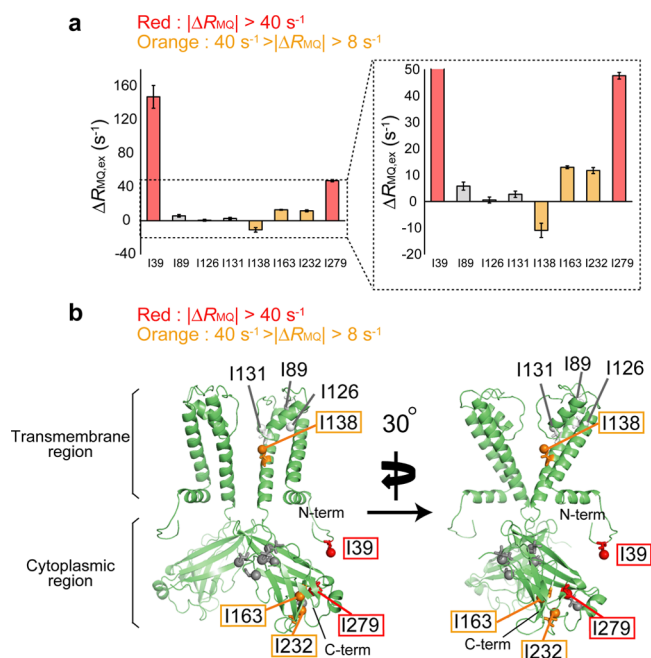 a
Red : |ΔRMQ| > 40 s⁻¹
Orange : 40 s⁻¹ >|ΔRMQ| > 8 s⁻¹
ΔRMQ,ex (s⁻¹)
160
120
80
40
0
-40
I39 I89 I126 I131 I138 I163 I232 I279
ΔRMQ,ex (s⁻¹)
50
40
30
20
10
0
-10
-20
I39 I89 I126 I131 I138 I163 I232 I279
b
Red : |ΔRMQ| > 40 s⁻¹
Orange : 40 s⁻¹ >|ΔRMQ| > 8 s⁻¹
Transmembrane
region
Cytoplasmic
region
I131
I89
I126
I138
N-term
I39
I163
I232
I279
C-term
30°
I131
I89
I126
I138
N-term
I39
I163
C-term
I232
I279